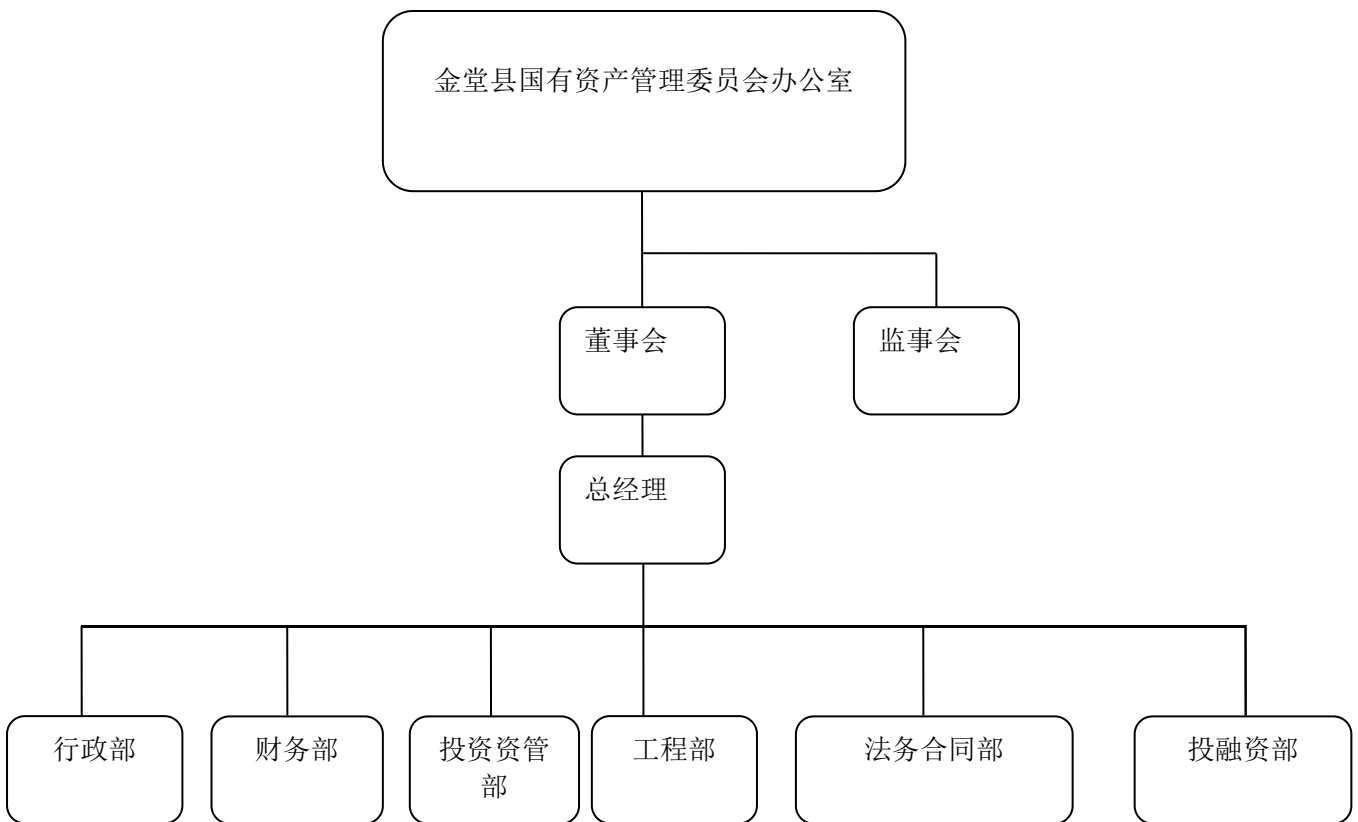 金堂县国有资产管理委员会办公室
董事会
监事会
总经理
行政部
财务部
投资资管
部
工程部
法务合同部
投融资部